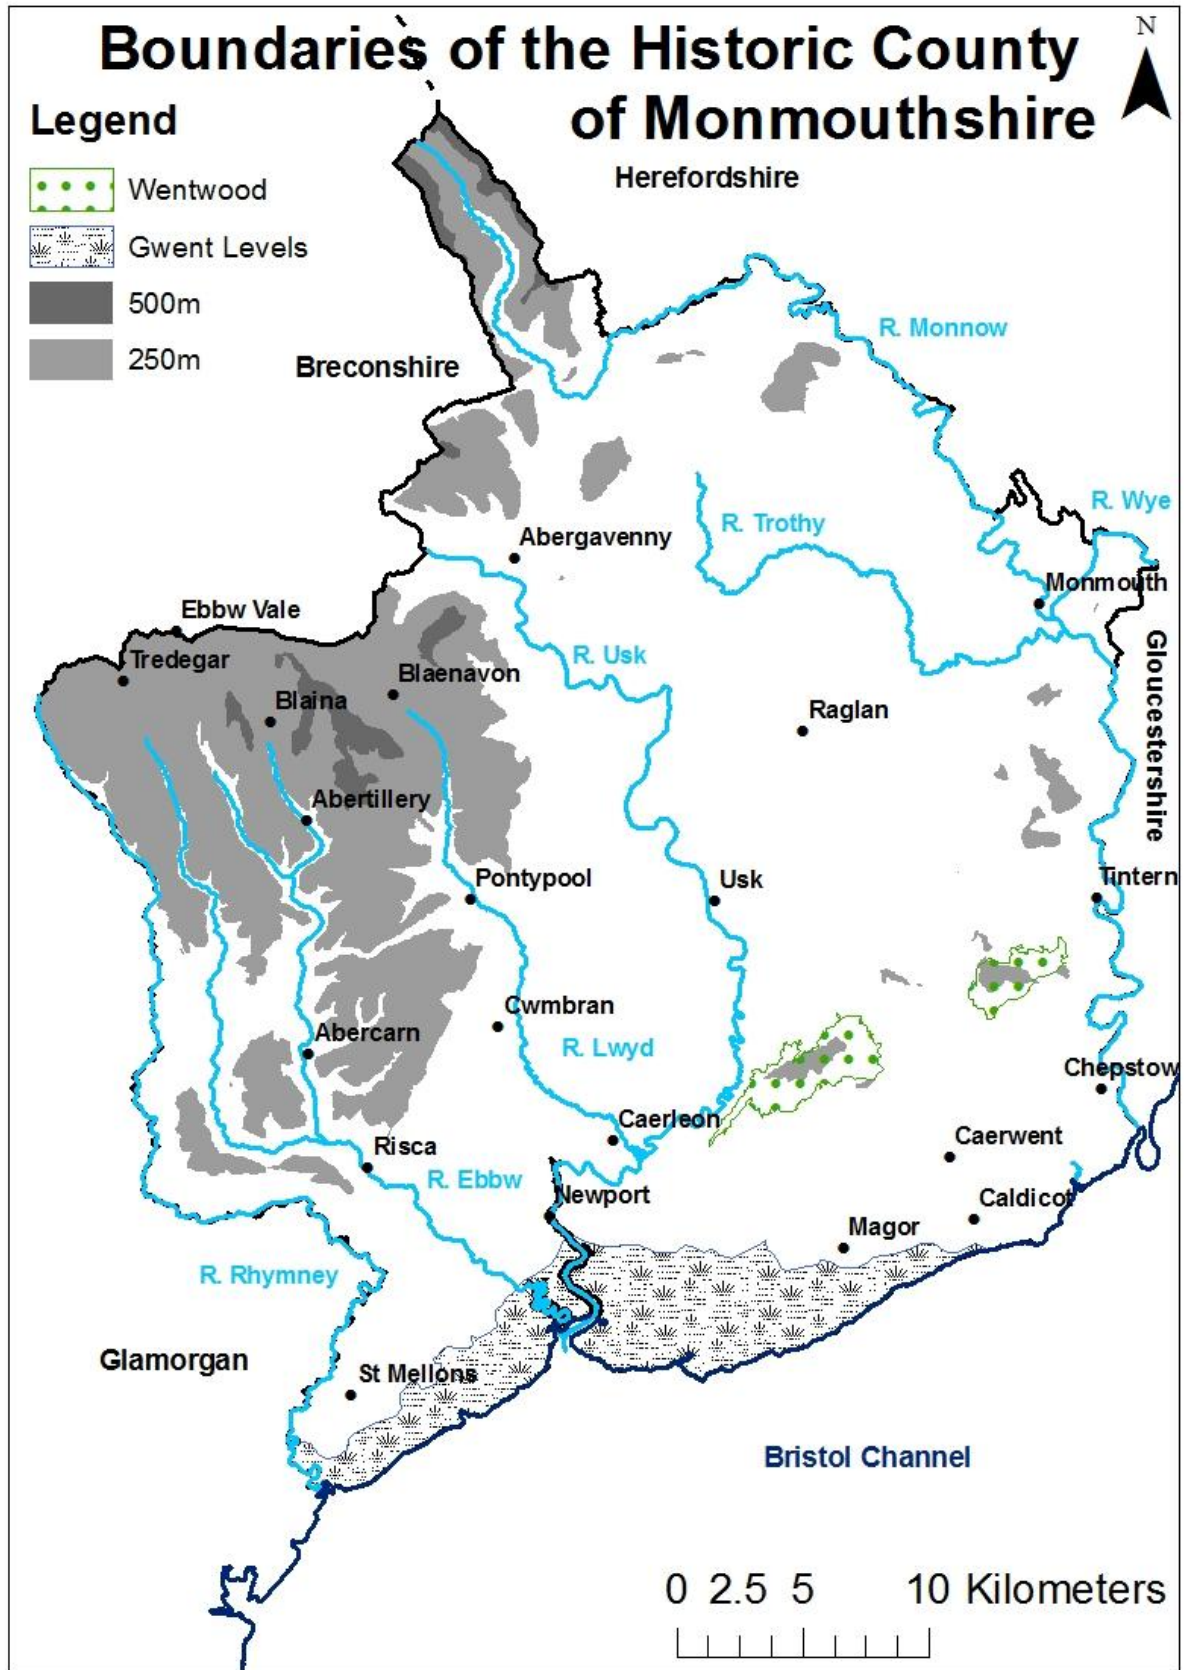 Boundaries of the Historic County
of Monmouthshire
N
Legend
Wentwood
Gwent Levels
500m
250m
Herefordshire
R. Monnow
Breconshire
R. Wye
R. Trothy
Abergavenny
Monmouth
Ebbw Vale
R. Usk
Tredegar
Blaenavon
Blaina
Raglan
Gloucestershire
Abertillery
Pontypool
Usk
Tintern
Cwmbran
Abercarn
R. Lwyd
Chepstow
Caerleon
Caerwent
Risca
R. Ebbw
Newport
Caldicot
Magor
R. Rhymney
Glamorgan
St Mellons
Bristol Channel
0 2.5 5 10 Kilometers